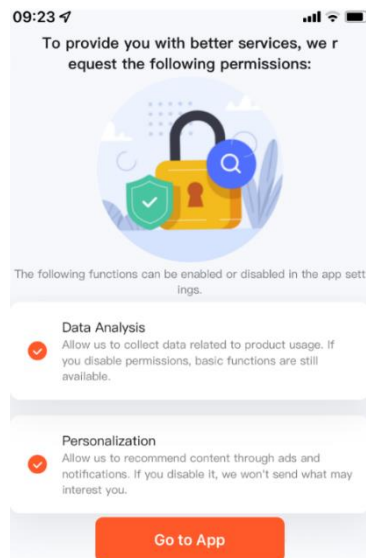 09:23
To provide you with better services, we r
equest the following permissions:
The following functions can be enabled or disabled in the app sett
ings.
Data Analysis
Allow us to collect data related to product usage. If
you disable permissions, basic functions are still
available.
Personalization
Allow us to recommend content through ads and
notifications. If you disable it, we won't send what may
interest you.
Go to App